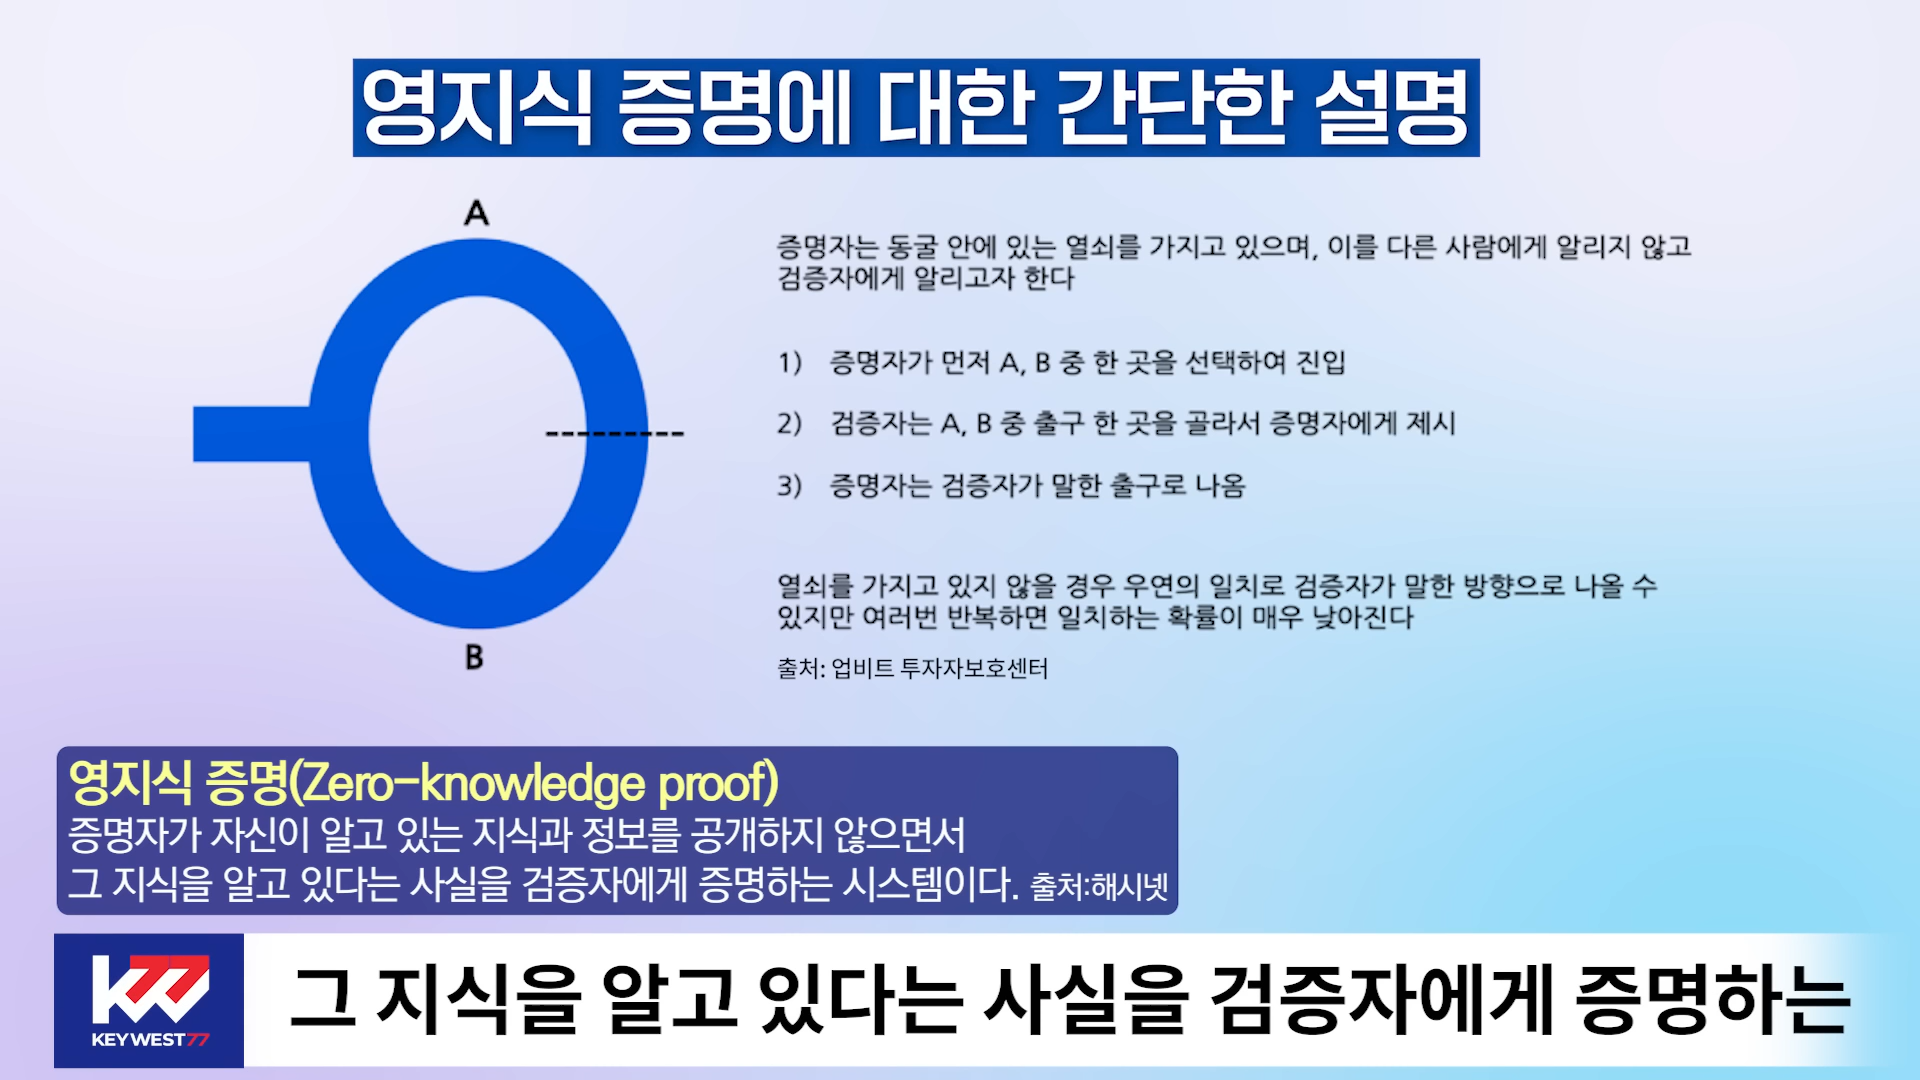 영지식 증명에 대한 간단한 설명
A
B
증명자는 동굴 안에 있는 열쇠를 가지고 있으며, 이를 다른 사람에게 알리지 않고
검증자에게 알리고자 한다
1) 증명자가 먼저 A, B 중 한 곳을 선택하여 진입
2) 검증자는 A, B 중 출구 한 곳을 골라서 증명자에게 제시
3) 증명자는 검증자가 말한 출구로 나옴
열쇠를 가지고 있지 않을 경우 우연의 일치로 검증자가 말한 방향으로 나올 수
있지만 여러번 반복하면 일치하는 확률이 매우 낮아진다
출처: 업비트 투자자보호센터
영지식 증명(Zero-knowledge proof)
증명자가 자신이 알고 있는 지식과 정보를 공개하지 않으면서
그 지식을 알고 있다는 사실을 검증자에게 증명하는 시스템이다. 출처:해시넷
K77
KEYWEST77
그 지식을 알고 있다는 사실을 검증자에게 증명하는